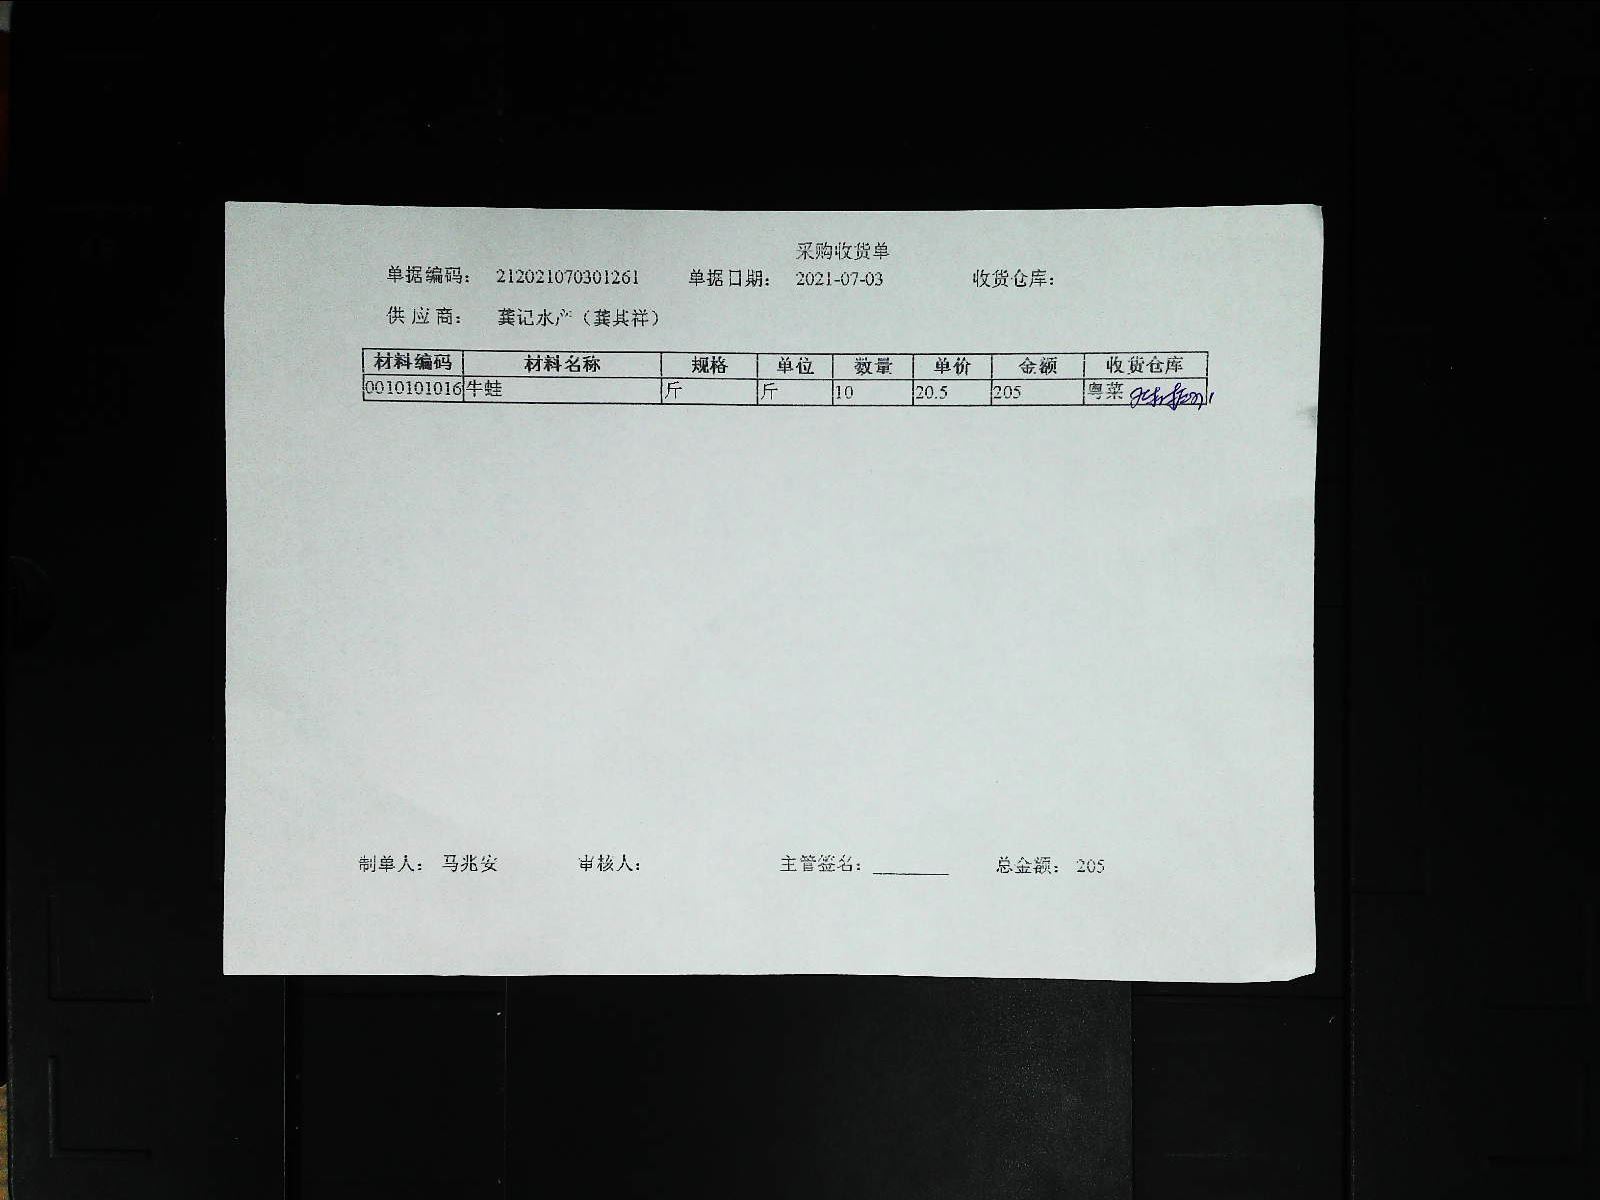 采购收货单
单据编码： 212021070301261 单据日期： 2021-07-03 收货仓库：
供 应 商： 龚记水产（龚其祥）
材料编码 材料名称 规格 单位 数量 单价 金额 收货仓库
0010101016 牛蛙 斤 斤 10 20.5 205 粤菜
制单人： 马兆安 审核人： 主管签名： 总金额： 205